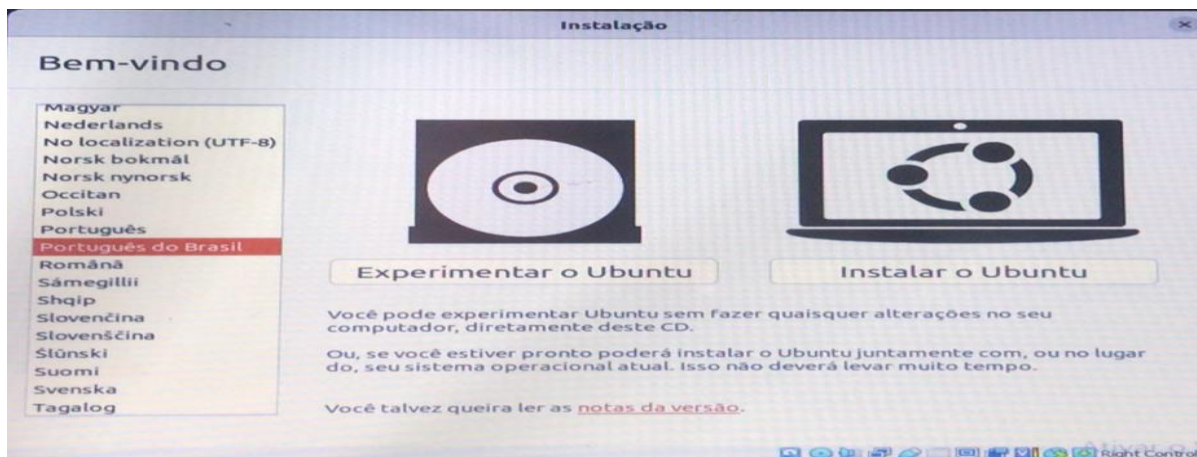 Instalação
Bem-vindo
Magyar
Nederlands
No localization (UTF-8)
Norsk bokmål
Norsk nynorsk
Occitan
Polski
Português
Português do Brasil
Română
Sámegillii
Shqip
Slovenčina
Slovenščina
Ślůnski
Suomi
Svenska
Tagalog
Experimentar o Ubuntu
Instalar o Ubuntu
Você pode experimentar Ubuntu sem fazer quaisquer alterações no seu
computador, diretamente deste CD.
Ou, se você estiver pronto poderá instalar o Ubuntu juntamente com, ou no lugar
do, seu sistema operacional atual. Isso não deverá levar muito tempo.
Você talvez queira ler as notas da versão.
Ativar o
Right Control